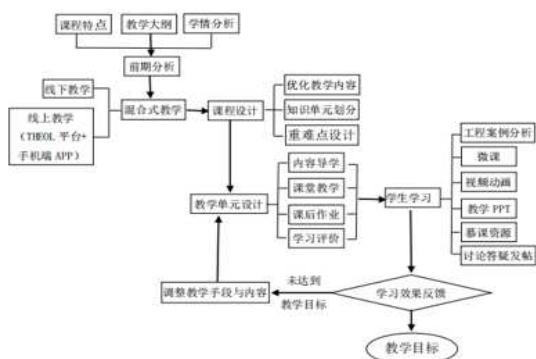 课程特点
教学大纲
学情分析
前期分析
线下教学
线上教学
(THEOL 平台+
手机端 APP)
混合式教学
课程设计
优化教学内容
知识单元划分
重难点设计
教学单元设计
内容导学
课堂教学
课后作业
学习评价
学生学习
工程案例分析
微课
视频动画
教学 PPT
慕课资源
讨论答疑发帖
调整教学手段与内容
未达到
教学目标
学习效果反馈
教学目标